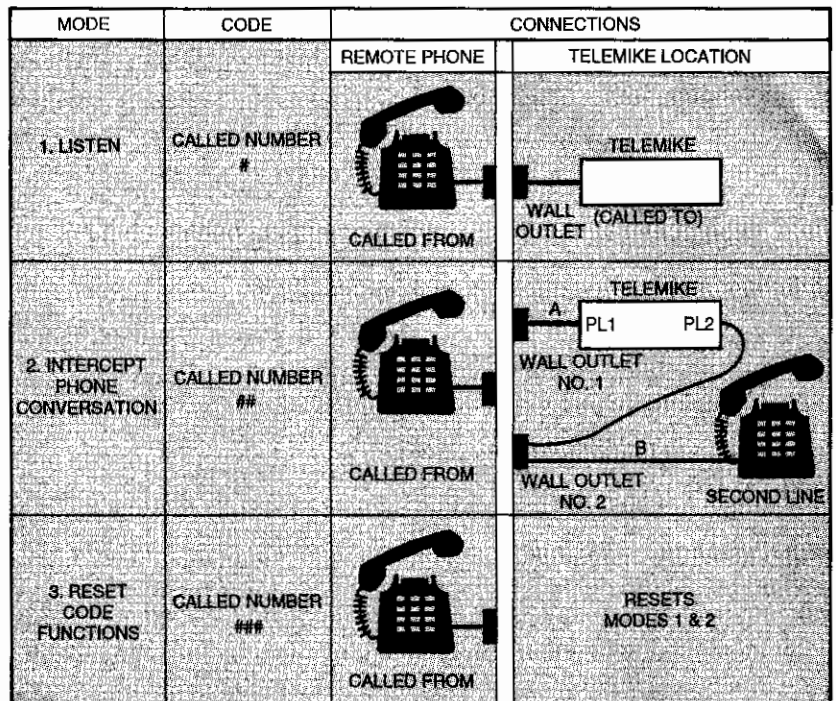 MODE
CODE
CONNECTIONS
REMOTE PHONE
TELEMIKE LOCATION
1. LISTEN
CALLED NUMBER
#
CALLED FROM
TELEMIKE
WALL
OUTLET
(CALLED TO)
2. INTERCEPT
PHONE
CONVERSATION
CALLED NUMBER
##
CALLED FROM
TELEMIKE
A
PL1
PL2
WALL OUTLET
NO. 1
B
WALL OUTLET
NO. 2
SECOND LINE
3. RESET
CODE
FUNCTIONS
CALLED NUMBER
###
CALLED FROM
RESETS
MODES 1 & 2